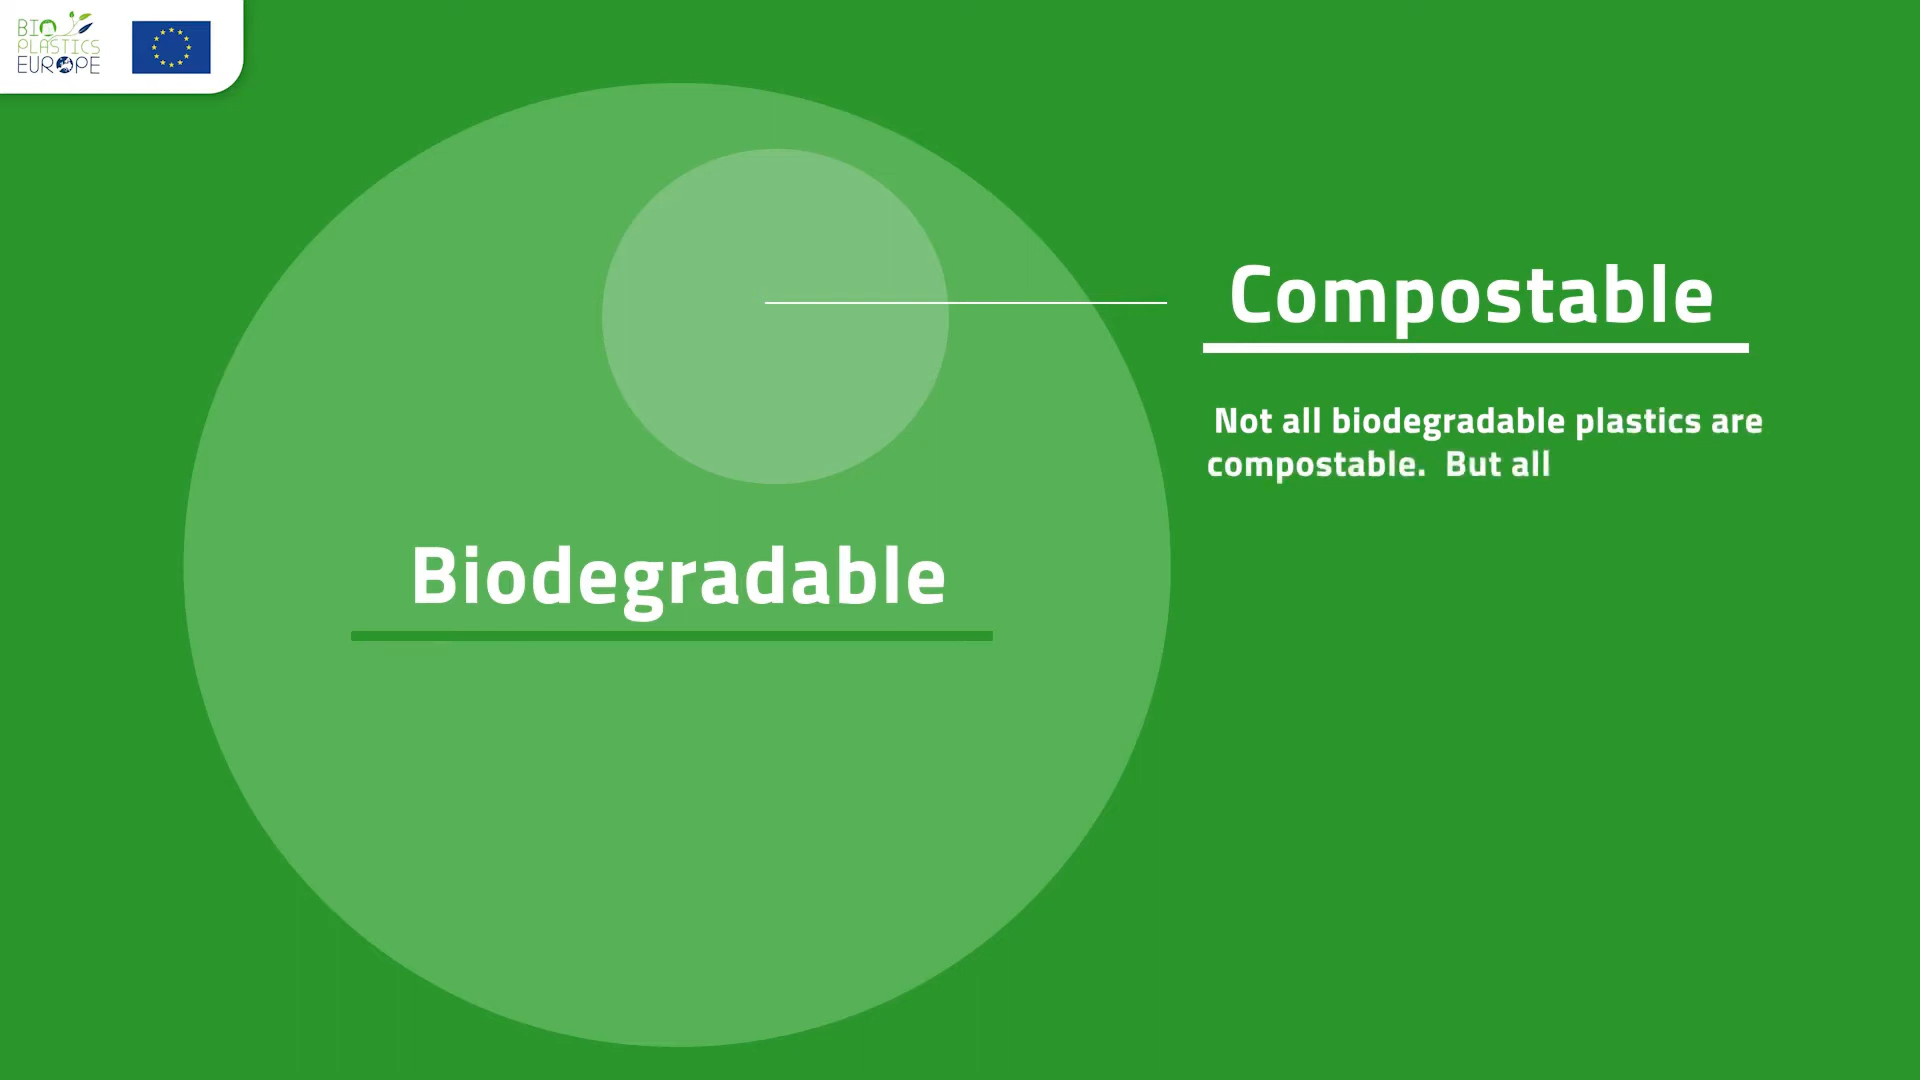 BIO
PLASTICS
EUROPE
Compostable
Not all biodegradable plastics are
compostable. But all
Biodegradable